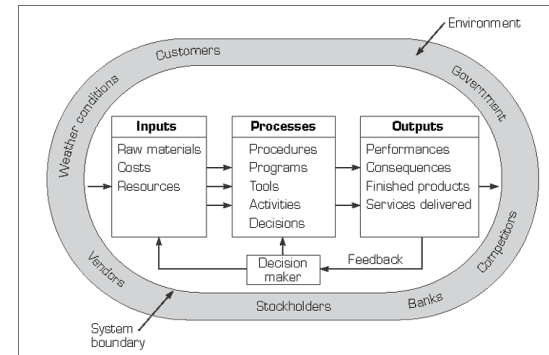 Environment
Customers
Weather conditions
Government
Inputs
Raw materials
Costs
Resources
Processes
Procedures
Programs
Tools
Activities
Decisions
Outputs
Performances
Consequences
Finished products
Services delivered
Decision
maker
Feedback
Vendors
Stockholders
Banks
Competitors
System
boundary